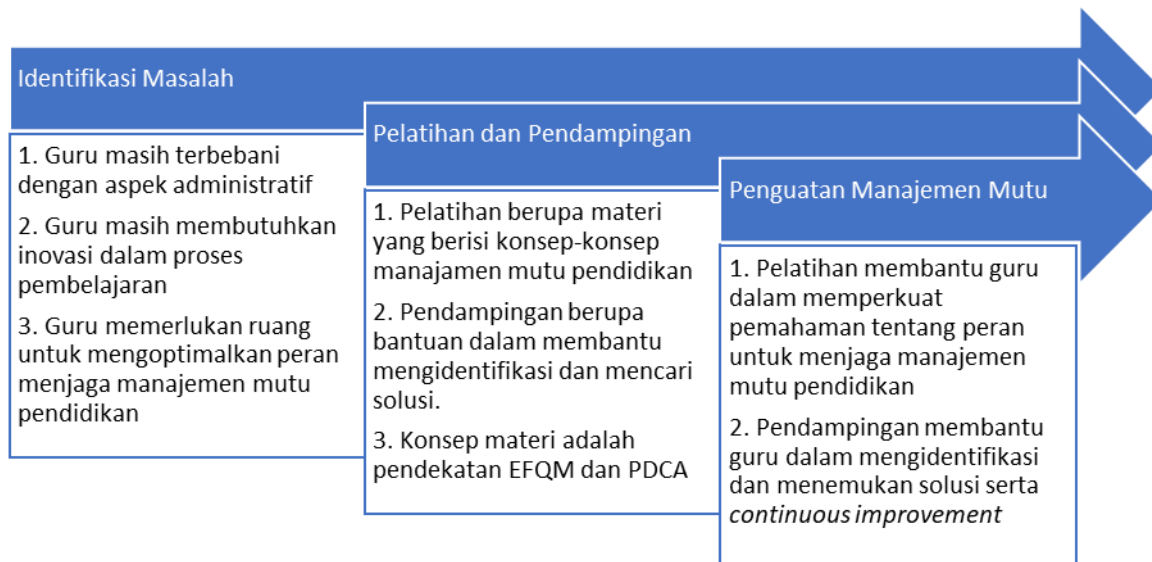 Identifikasi Masalah
1. Guru masih terbebani
dengan aspek administratif
2. Guru masih membutuhkan
inovasi dalam proses
pembelajaran
3. Guru memerlukan ruang
untuk mengoptimalkan peran
menjaga manajemen mutu
pendidikan
Pelatihan dan Pendampingan
1. Pelatihan berupa materi
yang berisi konsep-konsep
manajamen mutu pendidikan
2. Pendampingan berupa
bantuan dalam membantu
mengidentifikasi dan mencari
solusi.
3. Konsep materi adalah
pendekatan EFQM dan PDCA
Penguatan Manajemen Mutu
1. Pelatihan membantu guru
dalam memperkuat
pemahaman tentang peran
untuk menjaga manajemen
mutu pendidikan
2. Pendampingan membantu
guru dalam mengidentifikasi
dan menemukan solusi serta
continuous improvement